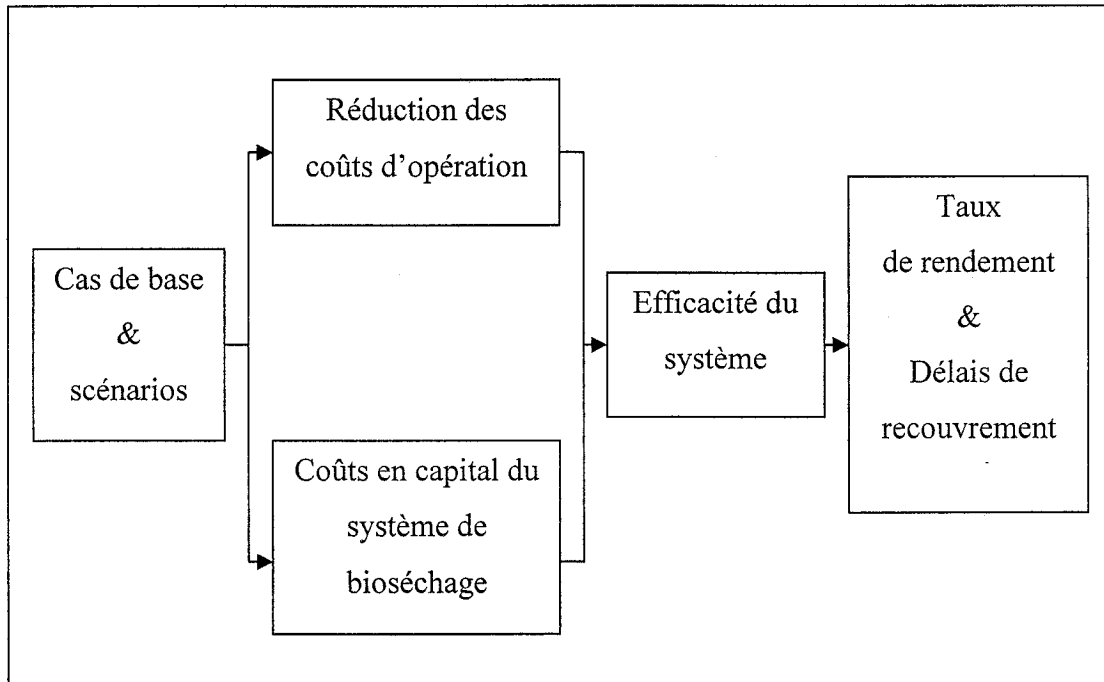 Cas de base
&
scénarios
Réduction des
coûts d'opération
Coûts en capital du
système de
bioséchage
Efficacité du
système
Taux
de rendement
&
Délais de
recouvrement